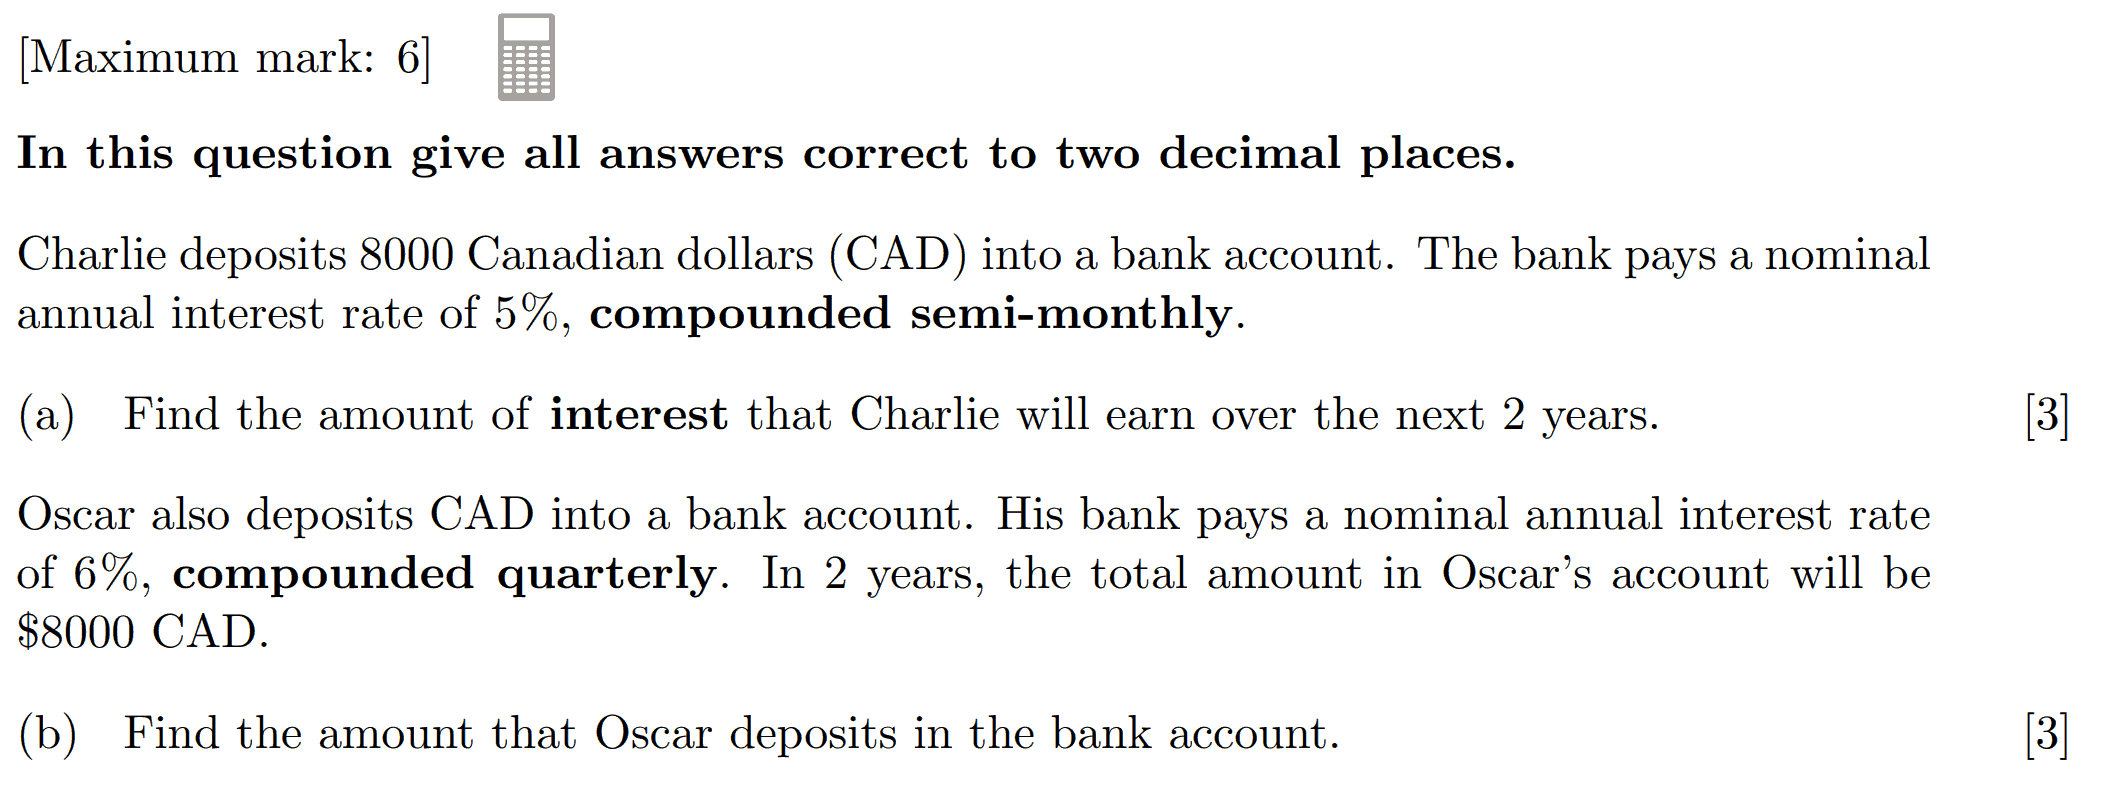 [Maximum mark: 6]
In this question give all answers correct to two decimal places.
Charlie deposits 8000 Canadian dollars (CAD) into a bank account. The bank pays a nominal
annual interest rate of 5%, compounded semi-monthly.
(a) Find the amount of interest that Charlie will earn over the next 2 years. [3]
Oscar also deposits CAD into a bank account. His bank pays a nominal annual interest rate
of 6%, compounded quarterly. In 2 years, the total amount in Oscar's account will be
$8000 CAD.
(b) Find the amount that Oscar deposits in the bank account. [3]